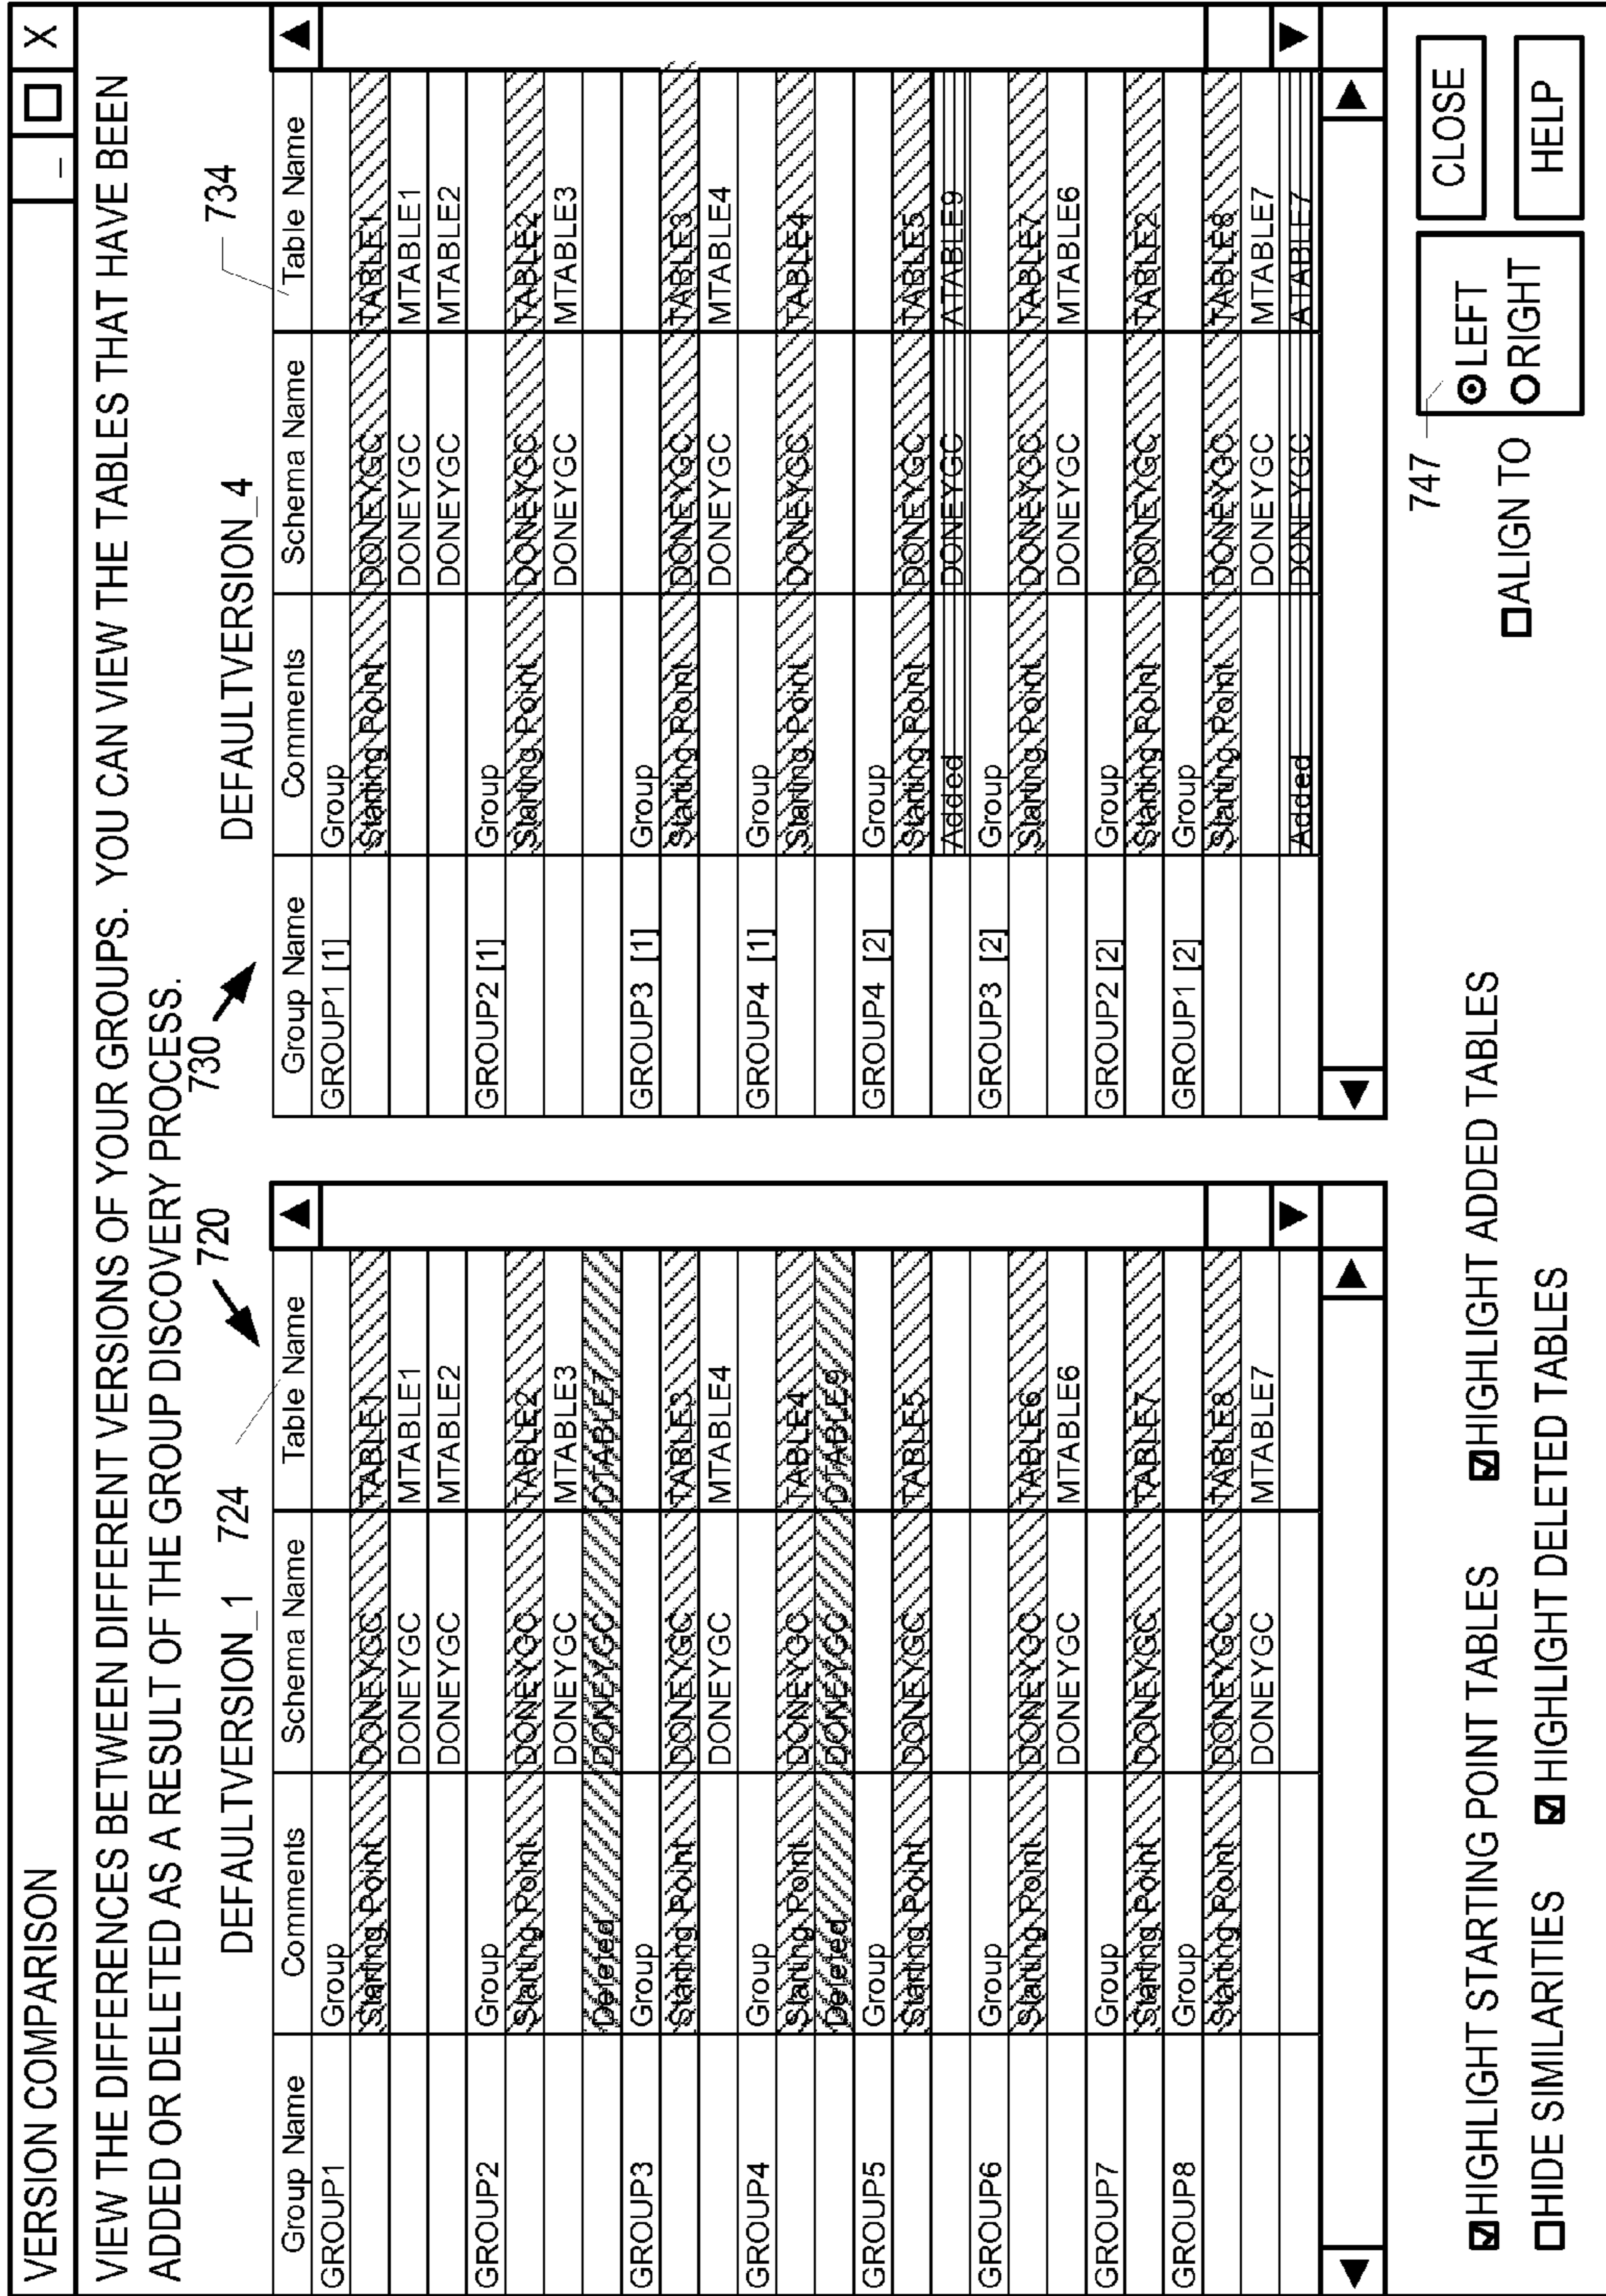 VERSION COMPARISON _ X
VIEW THE DIFFERENCES BETWEEN DIFFERENT VERSIONS OF YOUR GROUPS. YOU CAN VIEW THE TABLES THAT HAVE BEEN
ADDED OR DELETED AS A RESULT OF THE GROUP DISCOVERY PROCESS.
DEFAULTVERSION_1 724 720
Group Name Comments Schema Name Table Name
GROUP1 Group
Starting Point DONEYGC TABLE1
DONEYGC MTABLE1
DONEYGC MTABLE2
GROUP2 Group
Starting Point DONEYGC TABLE2
DONEYGC MTABLE3
Deleted DONEYGC DTABLE7
GROUP3 Group
Starting Point DONEYGC TABLE3
DONEYGC MTABLE4
GROUP4 Group
Starting Point DONEYGC TABLE4
Deleted DONEYGC DTABLE9
GROUP5 Group
Starting Point DONEYGC TABLE5
GROUP6 Group
Starting Point DONEYGC TABLE6
DONEYGC MTABLE6
GROUP7 Group
Starting Point DONEYGC TABLE7
GROUP8 Group
Starting Point DONEYGC TABLE8
DONEYGC MTABLE7
730 DEFAULTVERSION_4 734
Group Name Comments Schema Name Table Name
GROUP1 [1] Group
Starting Point DONEYGC TABLE1
DONEYGC MTABLE1
DONEYGC MTABLE2
GROUP2 [1] Group
Starting Point DONEYGC TABLE2
DONEYGC MTABLE3
GROUP3 [1] Group
Starting Point DONEYGC TABLE3
DONEYGC MTABLE4
GROUP4 [1] Group
Starting Point DONEYGC TABLE4
GROUP4 [2] Group
Starting Point DONEYGC TABLE5
Added DONEYGC ATABLE9
GROUP3 [2] Group
Starting Point DONEYGC TABLE7
DONEYGC MTABLE6
GROUP2 [2] Group
Starting Point DONEYGC TABLE2
GROUP1 [2] Group
Starting Point DONEYGC TABLE8
DONEYGC MTABLE7
Added DONEYGC ATABLE7
HIGHLIGHT STARTING POINT TABLES HIGHLIGHT ADDED TABLES
HIDE SIMILARITIES HIGHLIGHT DELETED TABLES
747
ALIGN TO
LEFT
RIGHT
CLOSE
HELP